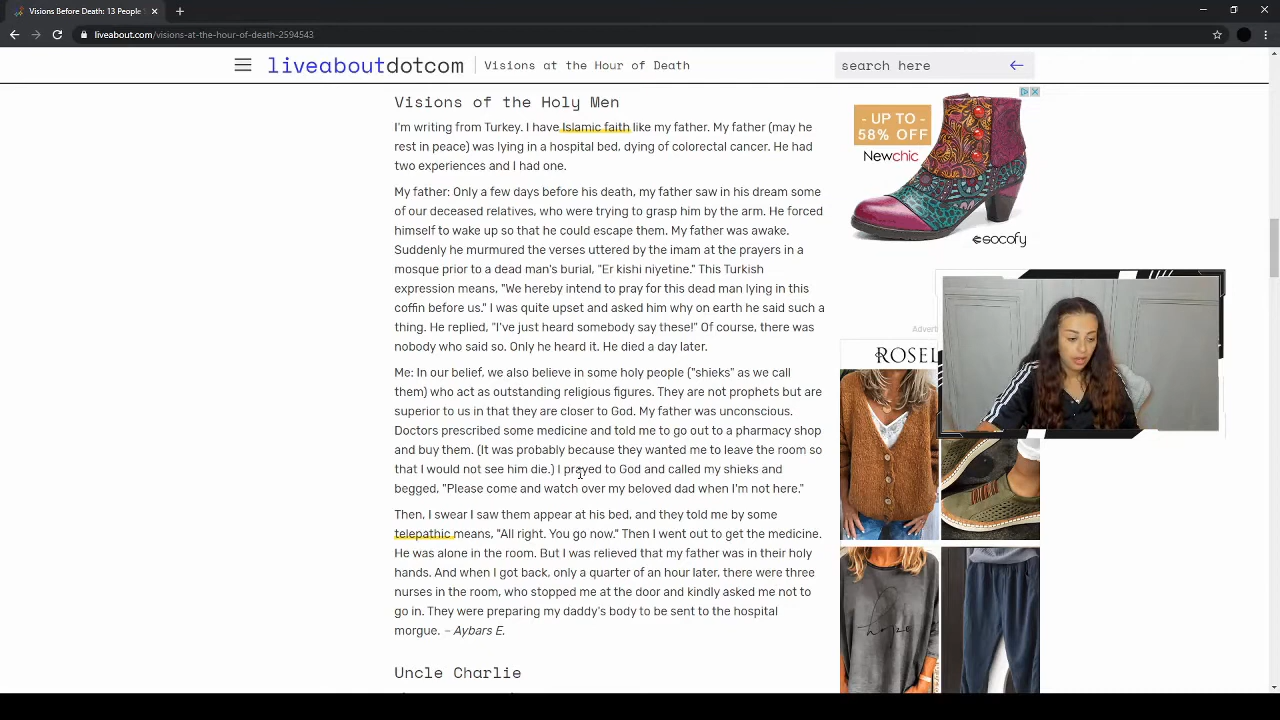 Visions Before Death: 13 People
liveabout.com/visions-at-the-hour-of-death-2594543
liveaboutdotcom
Visions at the Hour of Death
search here
Visions of the Holy Men
I'm writing from Turkey. I have Islamic faith like my father. My father (may he
rest in peace) was lying in a hospital bed, dying of colorectal cancer. He had
two experiences and I had one.
My father: Only a few days before his death, my father saw in his dream some
of our deceased relatives, who were trying to grasp him by the arm. He forced
himself to wake up so that he could escape them. My father was awake.
Suddenly he murmured the verses uttered by the imam at the prayers in a
mosque prior to a dead man's burial, "Er kishi niyetine." This Turkish
expression means, "We hereby intend to pray for this dead man lying in this
coffin before us." I was quite upset and asked him why on earth he said such a
thing. He replied, "I've just heard somebody say these!" Of course, there was
nobody who said so. Only he heard it. He died a day later.
Me: In our belief, we also believe in some holy people ("shieks" as we call
them) who act as outstanding religious figures. They are not prophets but are
superior to us in that they are closer to God. My father was unconscious.
Doctors prescribed some medicine and told me to go out to a pharmacy shop
and buy them. (It was probably because they wanted me to leave the room so
that I would not see him die.) I prayed to God and called my shieks and
begged, "Please come and watch over my beloved dad when I'm not here."
Then, I swear I saw them appear at his bed, and they told me by some
telepathic means, "All right. You go now." Then I went out to get the medicine.
He was alone in the room. But I was relieved that my father was in their holy
hands. And when I got back, only a quarter of an hour later, there were three
nurses in the room, who stopped me at the door and kindly asked me not to
go in. They were preparing my daddy's body to be sent to the hospital
morgue. – Aybars E.
Uncle Charlie
- UP TO -
58% OFF
Newchic
socofy
Advert
ROSEL